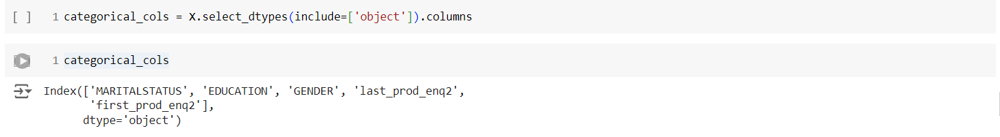 [ ] 1 categorical_cols = X.select_dtypes(include=['object']).columns
1 categorical_cols
Index(['MARITALSTATUS', 'EDUCATION', 'GENDER', 'last_prod_enq2',
'first_prod_enq2'],
dtype='object')